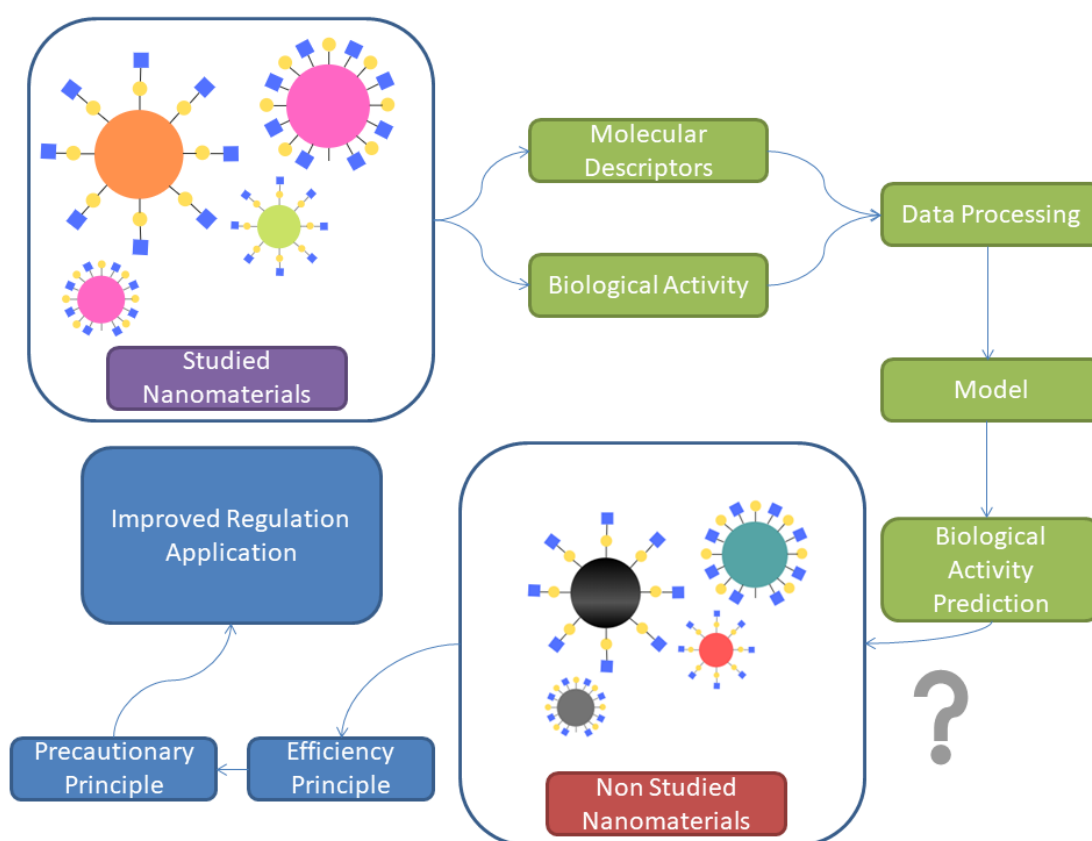 Studied
Nanomaterials
Molecular
Descriptors
Biological Activity
Data Processing
Model
Biological
Activity
Prediction
?
Non Studied
Nanomaterials
Efficiency
Principle
Precautionary
Principle
Improved Regulation
Application